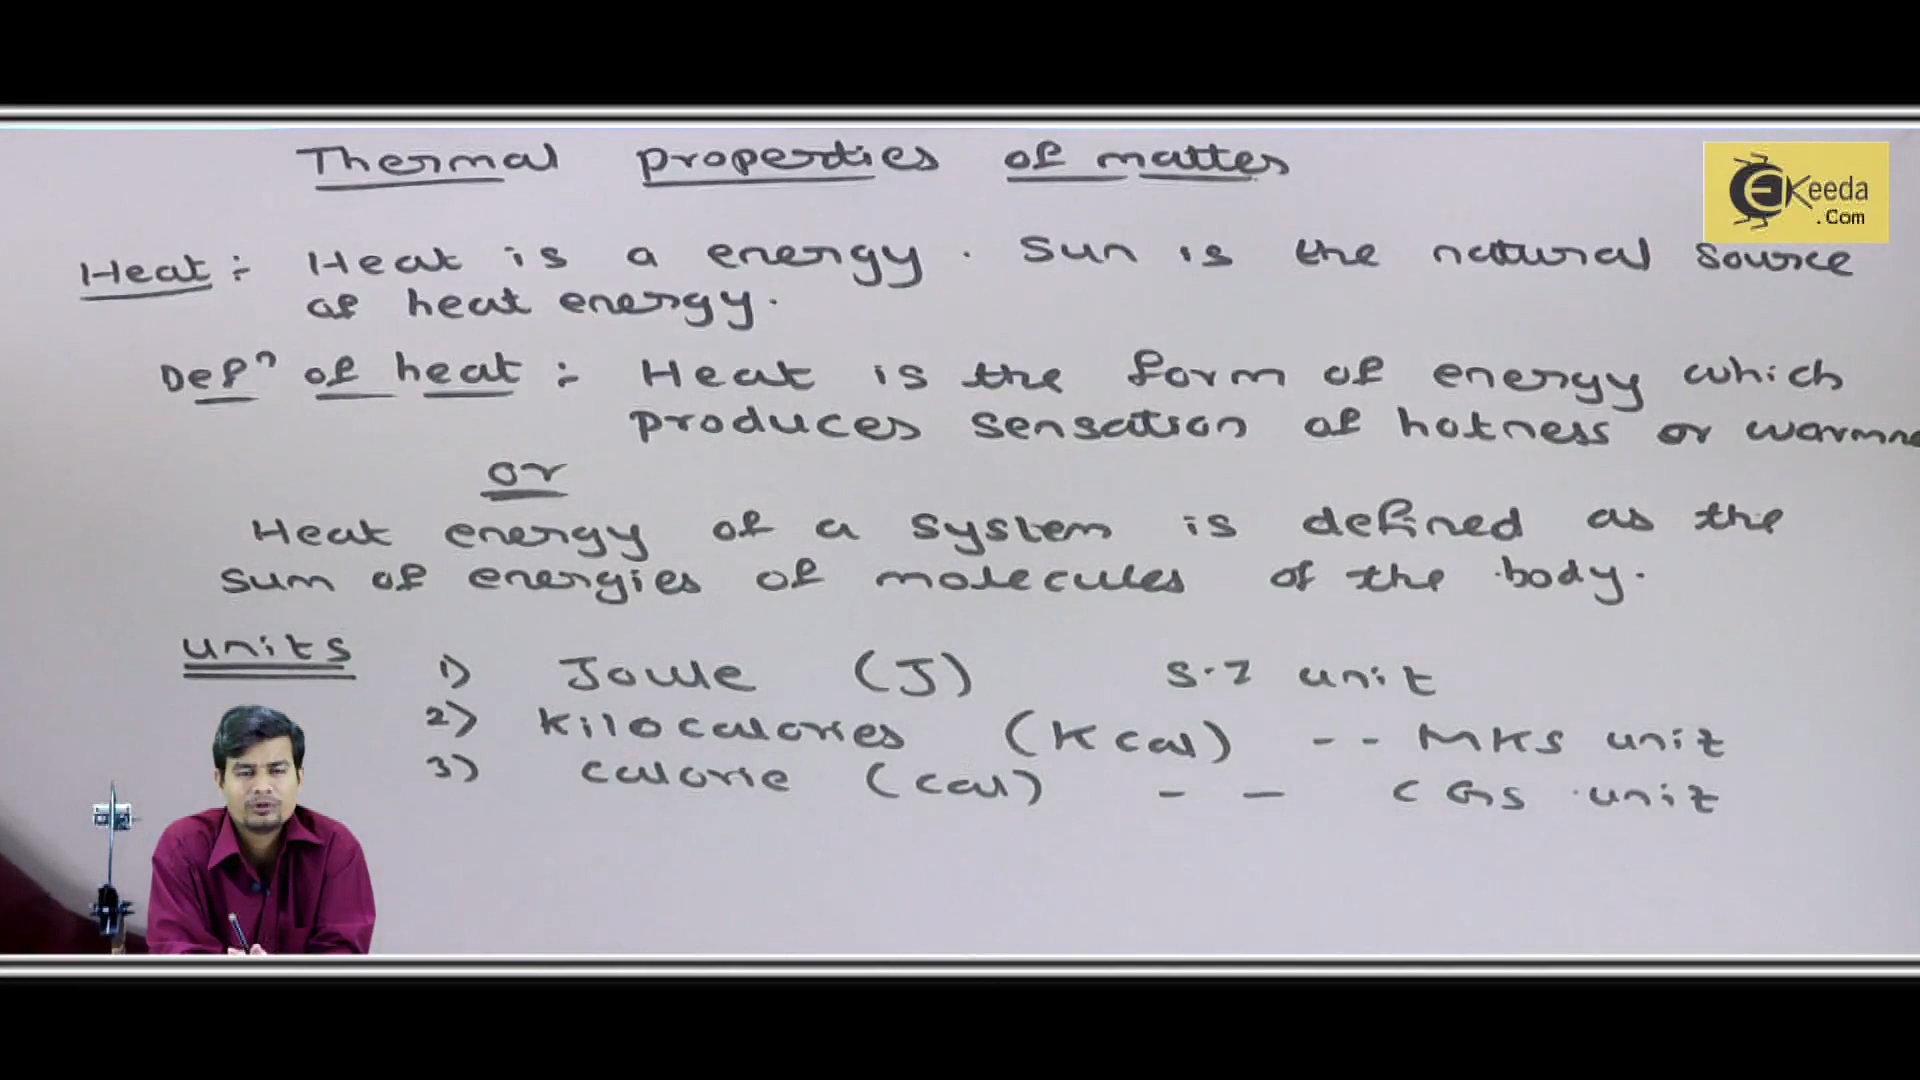 Thermal properties of matter
Keeda
.Com
Heat :- Heat is a energy. Sun is the natural source
of heat energy.
Defn of heat :- Heat is the form of energy which
produces sensation of hotness or warmne
or
Heat energy of a system is defined as the
sum of energies of molecules of the body.
units 1) Joule (J) S.I unit
2) Kilocalories (Kcal) -- MKS unit
3) calorie (cal) -- CGS unit